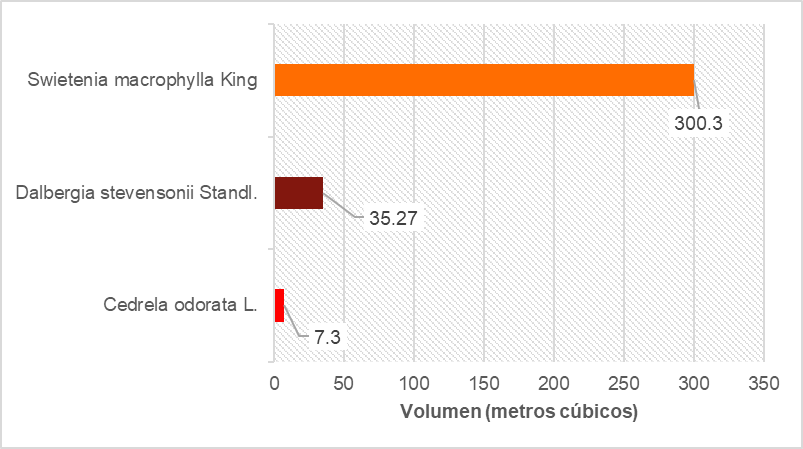 Swietenia macrophylla King
300.3
Dalbergia stevensonii Standl.
35.27
Cedrela odorata L.
7.3
0 50 100 150 200 250 300 350
Volumen (metros cúbicos)